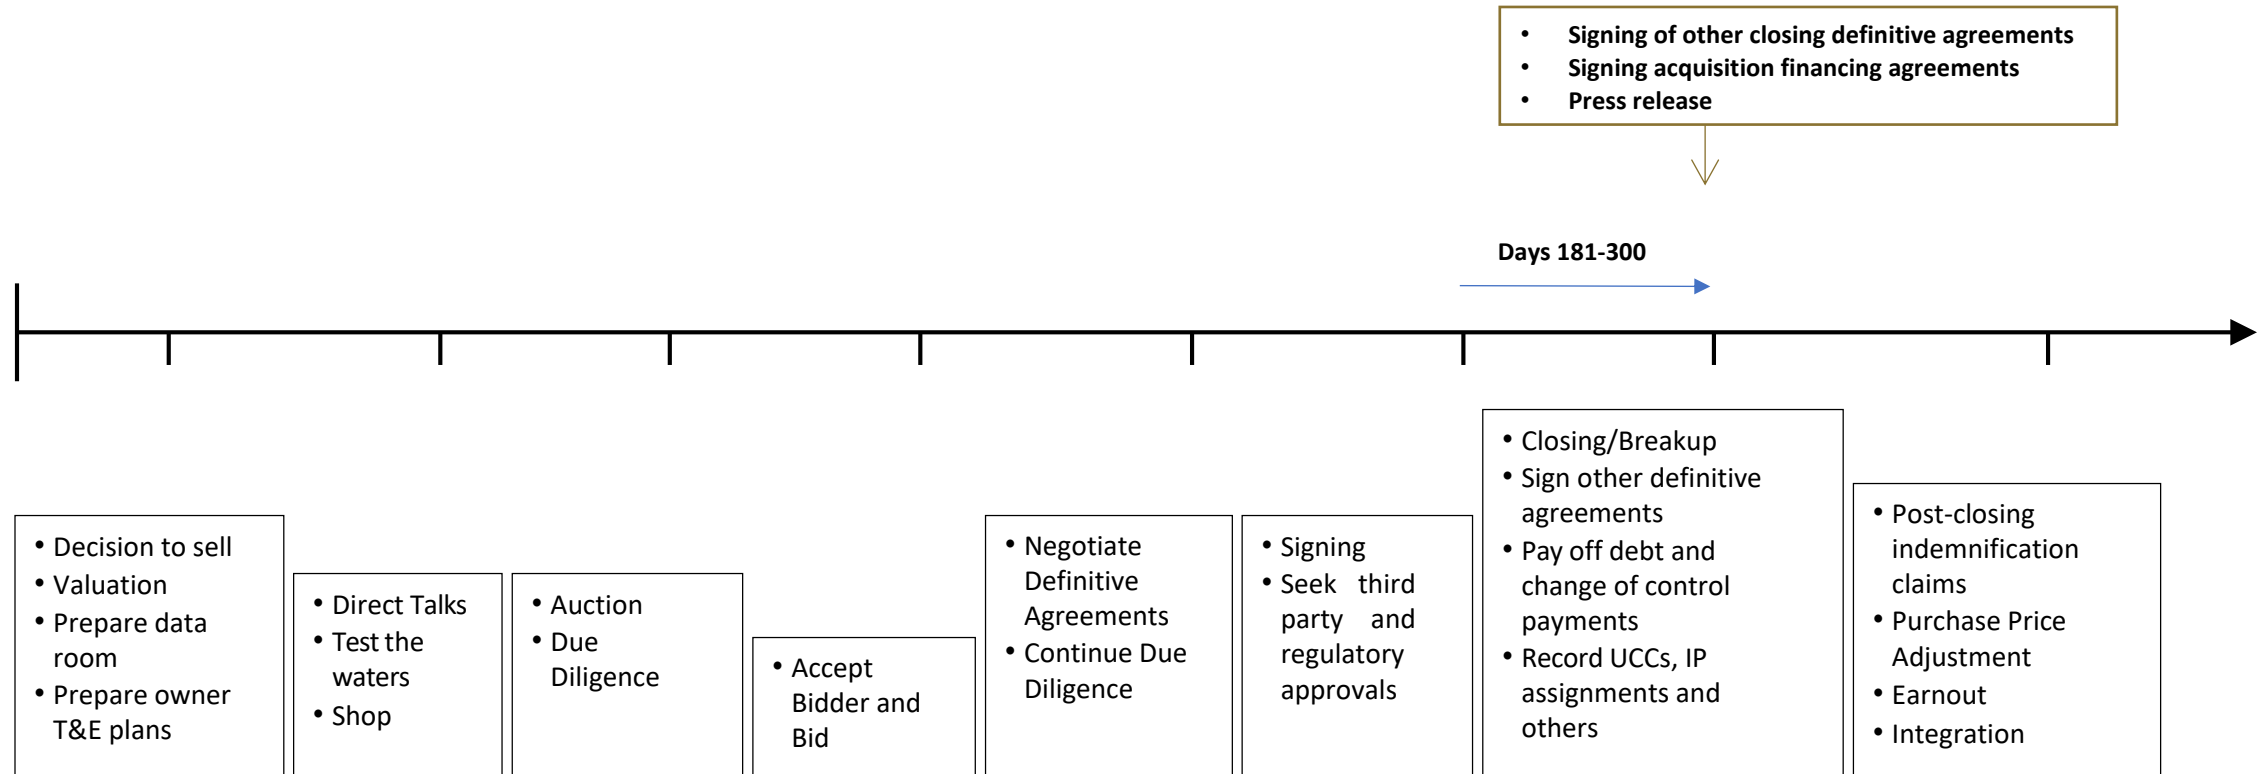 • Signing of other closing definitive agreements
• Signing acquisition financing agreements
• Press release
Days 181-300
• Decision to sell
• Valuation
• Prepare data
room
• Prepare owner
T&E plans
• Direct Talks
• Test the
waters
• Shop
• Auction
• Due
Diligence
• Accept
Bidder and
Bid
• Negotiate
Definitive
Agreements
• Continue Due
Diligence
• Signing
• Seek third
party and
regulatory
approvals
• Closing/Breakup
• Sign other definitive
agreements
• Pay off debt and
change of control
payments
• Record UCCs, IP
assignments and
others
• Post-closing
indemnification
claims
• Purchase Price
Adjustment
• Earnout
• Integration